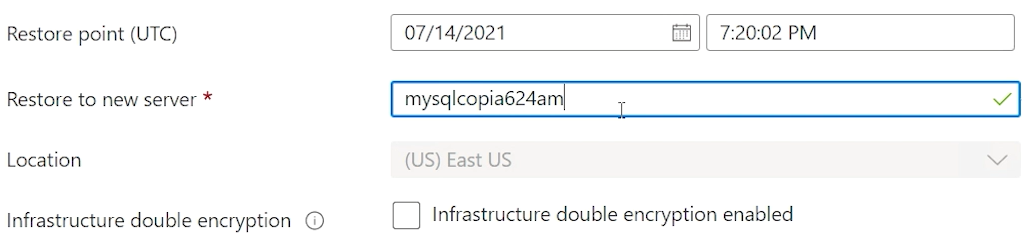 Restore point (UTC) 07/14/2021 7:20:02 PM
Restore to new server * mysqlcopia624am
Location (US) East US
Infrastructure double encryption Infrastructure double encryption enabled